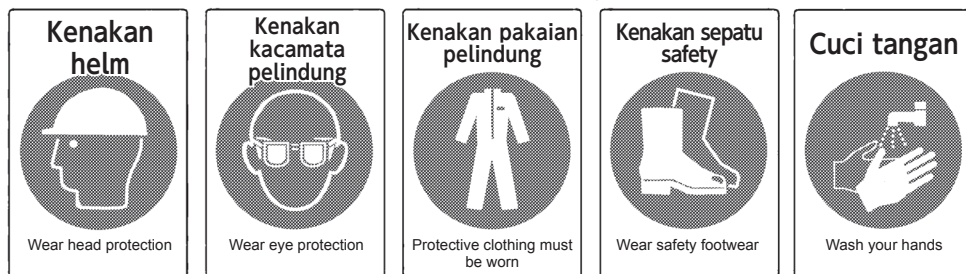 Kenakan
helm
Wear head protection
Kenakan
kacamata
pelindung
Wear eye protection
Kenakan pakaian
pelindung
Protective clothing must
be worn
Kenakan sepatu
safety
Wear safety footwear
Cuci tangan
Wash your hands